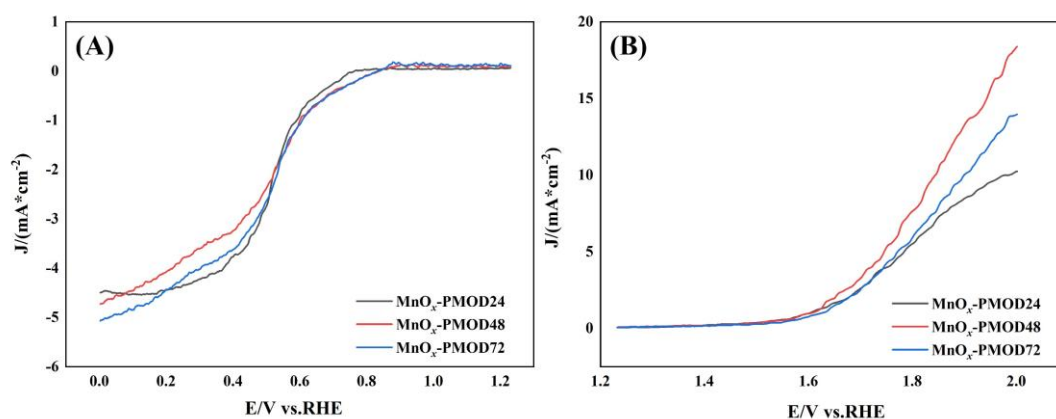 (A)
1
0
-1
-2
-3
-4
-5
-6
J/(mA*cm-2)
0.0 0.2 0.4 0.6 0.8 1.0 1.2
E/V vs.RHE
MnOx-PMOD24
MnOx-PMOD48
MnOx-PMOD72
(B)
20
15
10
5
0
J/(mA*cm-2)
1.2 1.4 1.6 1.8 2.0
E/V vs.RHE
MnOx-PMOD24
MnOx-PMOD48
MnOx-PMOD72